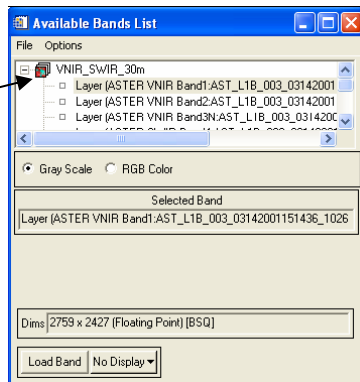 Available Bands List
File Options
VNIR_SWIR_30m
Layer (ASTER VNIR Band1:AST_L1B_003_03142001
Layer (ASTER VNIR Band2:AST_L1B_003_03142001
Layer (ASTER VNIR Band3N:AST_L1B_003_031420C
Gray Scale RGB Color
Selected Band
Layer (ASTER VNIR Band1:AST_L1B_003_03142001151436_1026
Dims 2759 x 2427 (Floating Point) [BSQ]
Load Band No Display